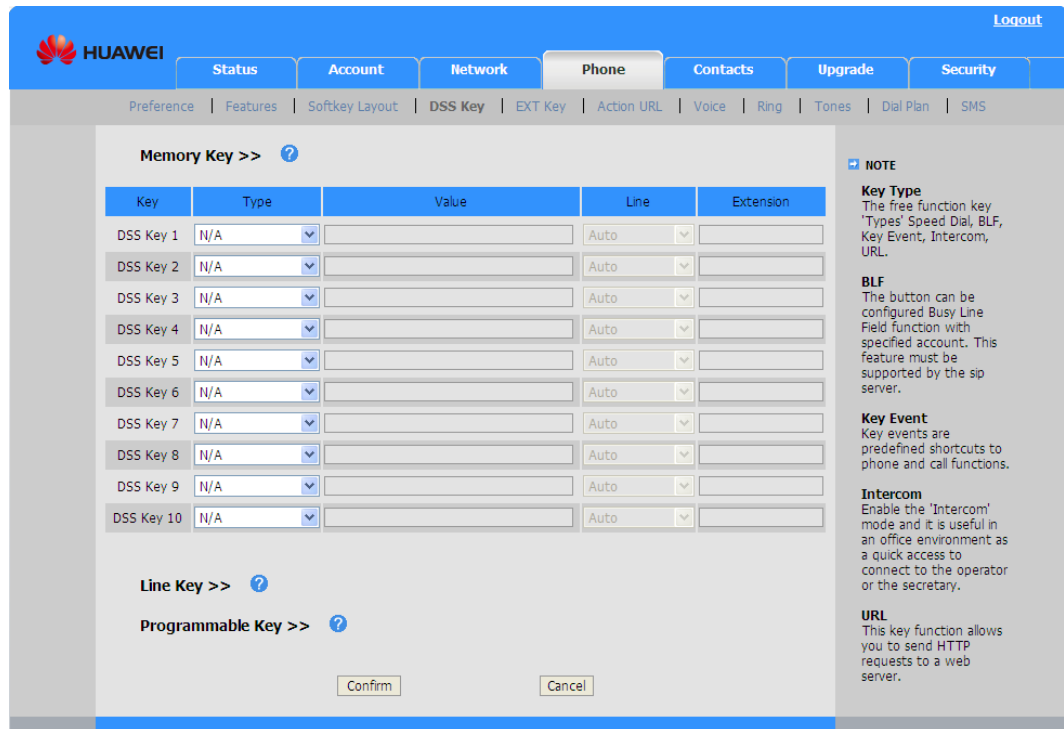 Logout
HUAWEI
Status Account Network Phone Contacts Upgrade Security
Preference | Features | Softkey Layout | DSS Key | EXT Key | Action URL | Voice | Ring | Tones | Dial Plan | SMS
Memory Key >> ?
Key Type Value Line Extension
DSS Key 1 N/A Auto
DSS Key 2 N/A Auto
DSS Key 3 N/A Auto
DSS Key 4 N/A Auto
DSS Key 5 N/A Auto
DSS Key 6 N/A Auto
DSS Key 7 N/A Auto
DSS Key 8 N/A Auto
DSS Key 9 N/A Auto
DSS Key 10 N/A Auto
Line Key >> ?
Programmable Key >> ?
Confirm Cancel
NOTE
Key Type
The free function key
'Types' Speed Dial, BLF,
Key Event, Intercom,
URL.
BLF
The button can be
configured Busy Line
Field function with
specified account. This
feature must be
supported by the sip
server.
Key Event
Key events are
predefined shortcuts to
phone and call functions.
Intercom
Enable the 'Intercom'
mode and it is useful in
an office environment as
a quick access to
connect to the operator
or the secretary.
URL
This key function allows
you to send HTTP
requests to a web
server.